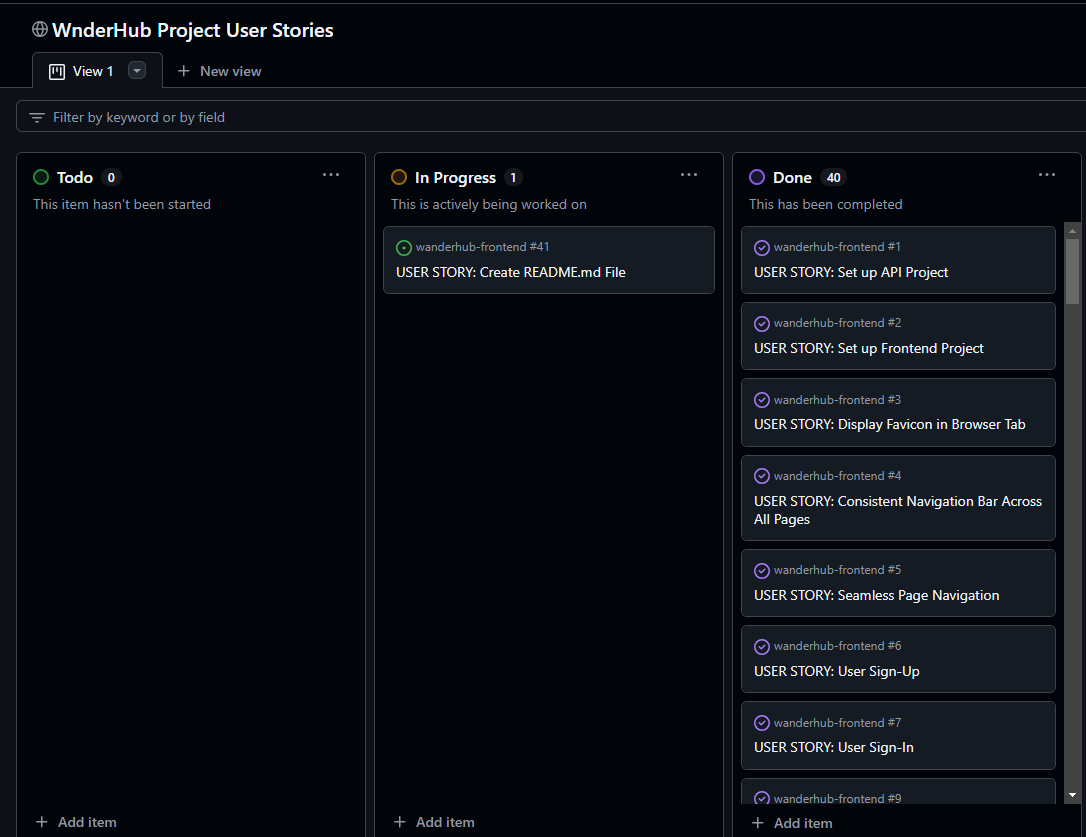 WnderHub Project User Stories
View 1
New view
Filter by keyword or by field
Todo 0
This item hasn't been started
Add item
In Progress 1
This is actively being worked on
wanderhub-frontend #41
USER STORY: Create README.md File
Add item
Done 40
This has been completed
wanderhub-frontend #1
USER STORY: Set up API Project
wanderhub-frontend #2
USER STORY: Set up Frontend Project
wanderhub-frontend #3
USER STORY: Display Favicon in Browser Tab
wanderhub-frontend #4
USER STORY: Consistent Navigation Bar Across
All Pages
wanderhub-frontend #5
USER STORY: Seamless Page Navigation
wanderhub-frontend #6
USER STORY: User Sign-Up
wanderhub-frontend #7
USER STORY: User Sign-In
wanderhub-frontend #9
Add item